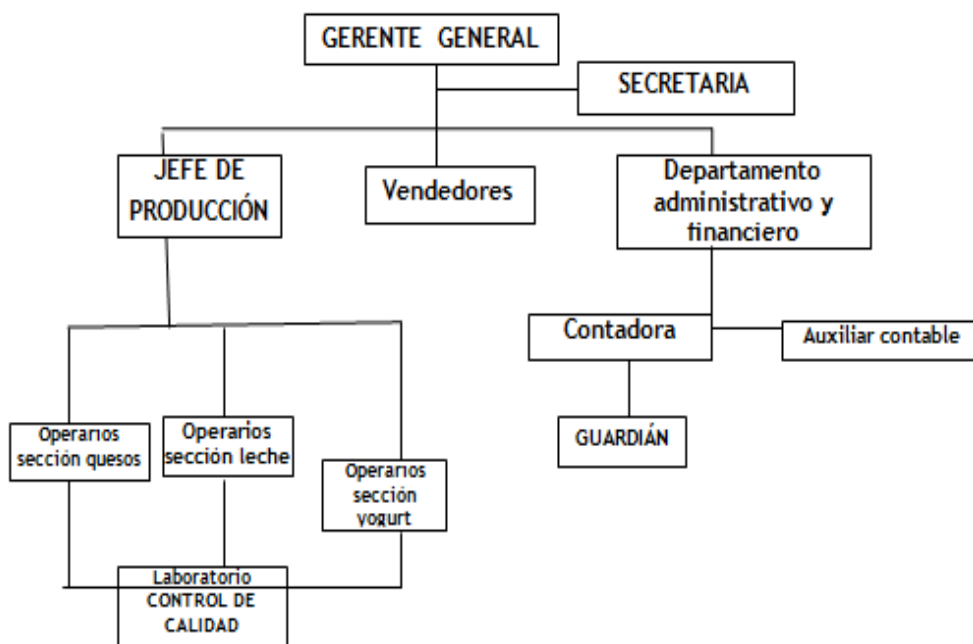 GERENTE GENERAL
SECRETARIA
JEFE DE
PRODUCCIÓN
Vendedores
Departamento
administrativo y
financiero
Contadora
Auxiliar contable
GUARDIÁN
Operarios
sección quesos
Operarios
sección leche
Operarios
sección
yogurt
Laboratorio
CONTROL DE
CALIDAD